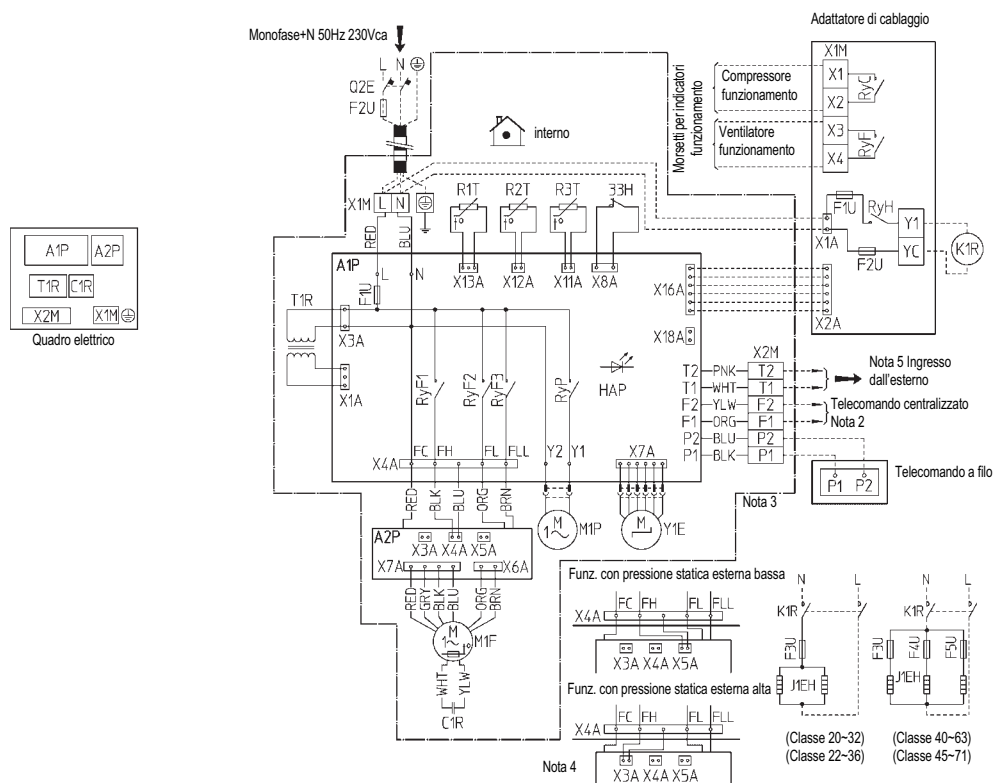 Monofase+N 50Hz 230Vca
L N
Q2E
F2U
interno
Adattatore di cablaggio
X1M
X1
X2
X3
X4
RyC
RyF
Morsetti per indicatori
funzionamento
Compressore
funzionamento
Ventilatore
funzionamento
F1U
RyH
X1A
F2U
Y1
YC
K1R
X2A
A1P
A2P
T1R
C1R
X2M
X1M
Quadro elettrico
X1M
L
N
RED
BLU
R1T
R2T
R3T
33H
A1P
L
N
X13A
X12A
X11A
X8A
F1U
T1R
X3A
X1A
X16A
X18A
RyF1
RyF2
RyF3
RyP
HAP
X2M
T2 PNK T2
T1 WHT T1
F2 YLW F2
F1 ORG F1
P2 BLU P2
P1 BLK P1
Nota 5 Ingresso
dall'esterno
Telecomando centralizzato
Nota 2
Telecomando a filo
P1 P2
Nota 3
X4A
FC
FH
FL
FLL
Y2
Y1
X7A
RED
BLK
BLU
ORG
BRN
M
1~
M1P
M
Y1E
A2P
X3A
X4A
X5A
X7A
X6A
RED
GRY
BLK
BLU
ORG
BRN
M
1~
M1F
WHT
YLW
C1R
Funz. con pressione statica esterna bassa
FC FH FL FLL
X4A
X3A X4A X5A
Funz. con pressione statica esterna alta
FC FH FL FLL
X4A
Nota 4
X3A X4A X5A
N L
K1R
F3U
J1EH
(Classe 20~32)
(Classe 22~36)
N L
K1R
F3U
F4U
F5U
J1EH
(Classe 40~63)
(Classe 45~71)